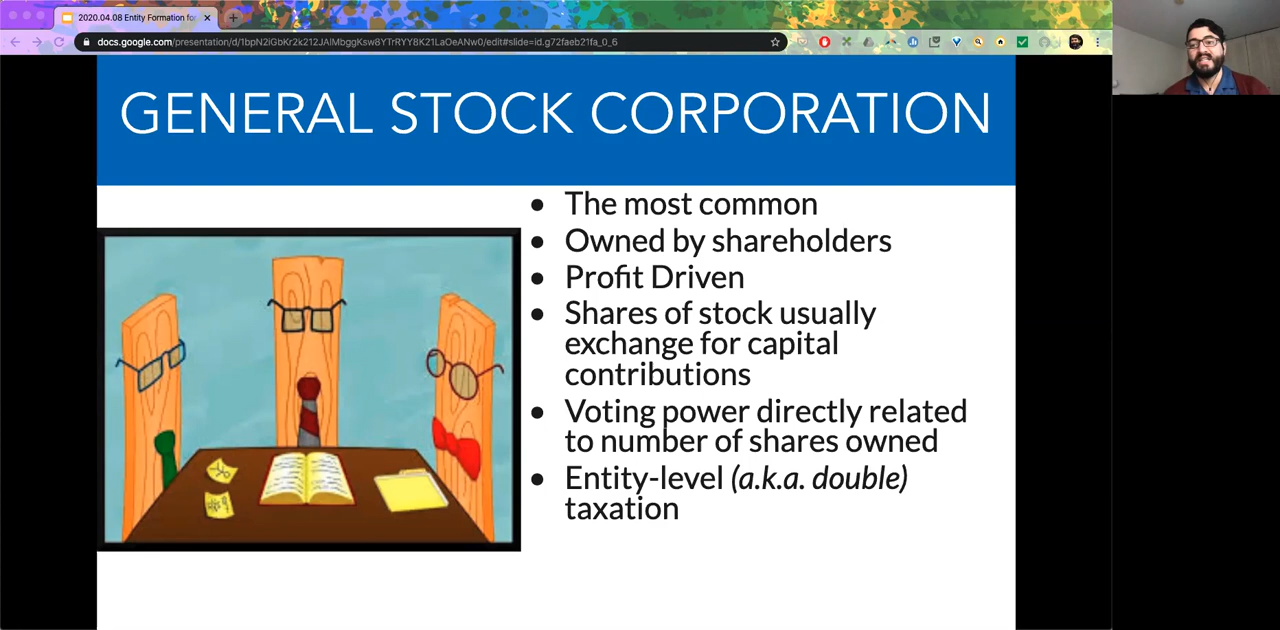 2020.04.08 Entity Formation for
docs.google.com/presentation/d/1bpN2iGbKr2k212JAIMbggKsw8YTrRYY8K21LaOeANw0/edit#slide=id.g72faeb21fa_0_6
GENERAL STOCK CORPORATION
• The most common
• Owned by shareholders
• Profit Driven
• Shares of stock usually
exchange for capital
contributions
• Voting power directly related
to number of shares owned
• Entity-level (a.k.a. double)
taxation